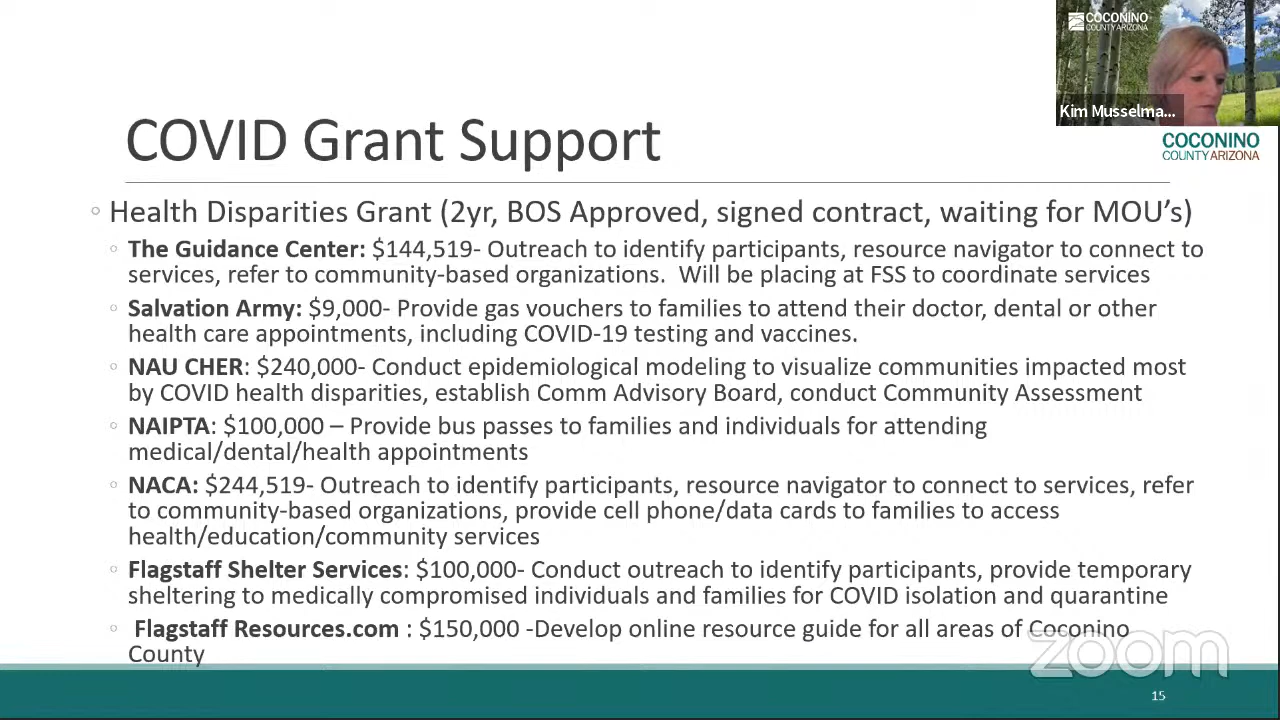 COCONINO
COUNTY ARIZONA
Kim Musselma...
COCONINO
COUNTY ARIZONA
COVID Grant Support
Health Disparities Grant (2yr, BOS Approved, signed contract, waiting for MOU’s)
The Guidance Center: $144,519- Outreach to identify participants, resource navigator to connect to
services, refer to community-based organizations.  Will be placing at FSS to coordinate services
Salvation Army: $9,000- Provide gas vouchers to families to attend their doctor, dental or other
health care appointments, including COVID-19 testing and vaccines.
NAU CHER: $240,000- Conduct epidemiological modeling to visualize communities impacted most
by COVID health disparities, establish Comm Advisory Board, conduct Community Assessment
NAIPTA: $100,000 – Provide bus passes to families and individuals for attending
medical/dental/health appointments
NACA: $244,519- Outreach to identify participants, resource navigator to connect to services, refer
to community-based organizations, provide cell phone/data cards to families to access
health/education/community services
Flagstaff Shelter Services: $100,000- Conduct outreach to identify participants, provide temporary
sheltering to medically compromised individuals and families for COVID isolation and quarantine
Flagstaff Resources.com : $150,000 -Develop online resource guide for all areas of Coconino
County
zoom
15